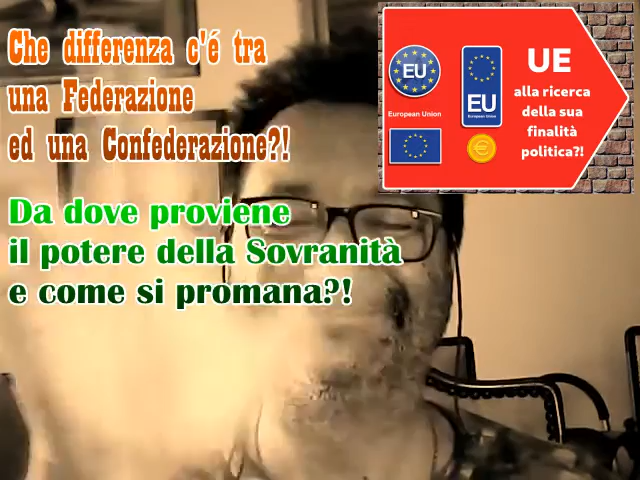 Che differenza c'é tra
una Federazione
ed una Confederazione?!
Da dove proviene
il potere della Sovranità
e come si promana?!
EU
European Union
EU
European Union
UE
alla ricerca
della sua
finalità
politica?!